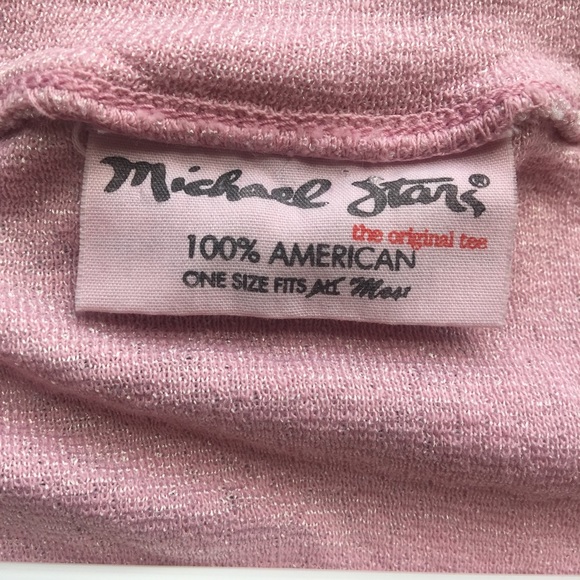 Michael Stars®
the original tee
100% AMERICAN
ONE SIZE FITS ALL Most